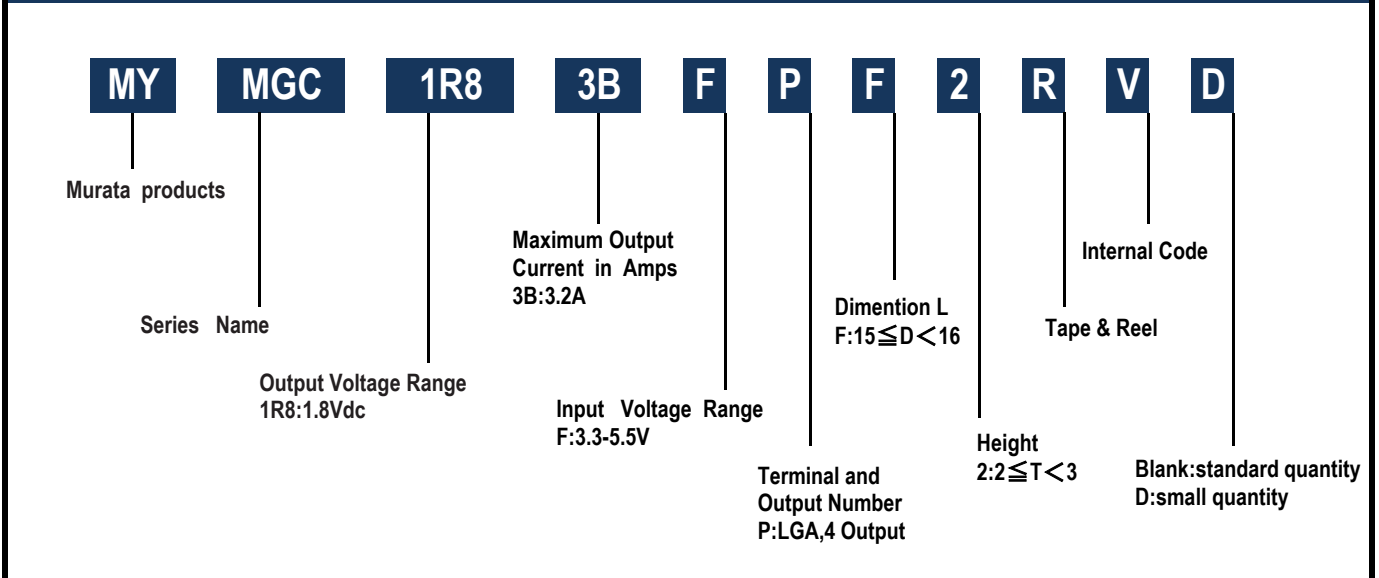 MY MGC 1R8 3B F P F 2 R V D
Murata products
Series Name
Output Voltage Range
1R8:1.8Vdc
Maximum Output
Current in Amps
3B:3.2A
Input Voltage Range
F:3.3-5.5V
Terminal and
Output Number
P:LGA,4 Output
Dimention L
F:15≦D<16
Height
2:2≦T<3
Tape & Reel
Internal Code
Blank:standard quantity
D:small quantity